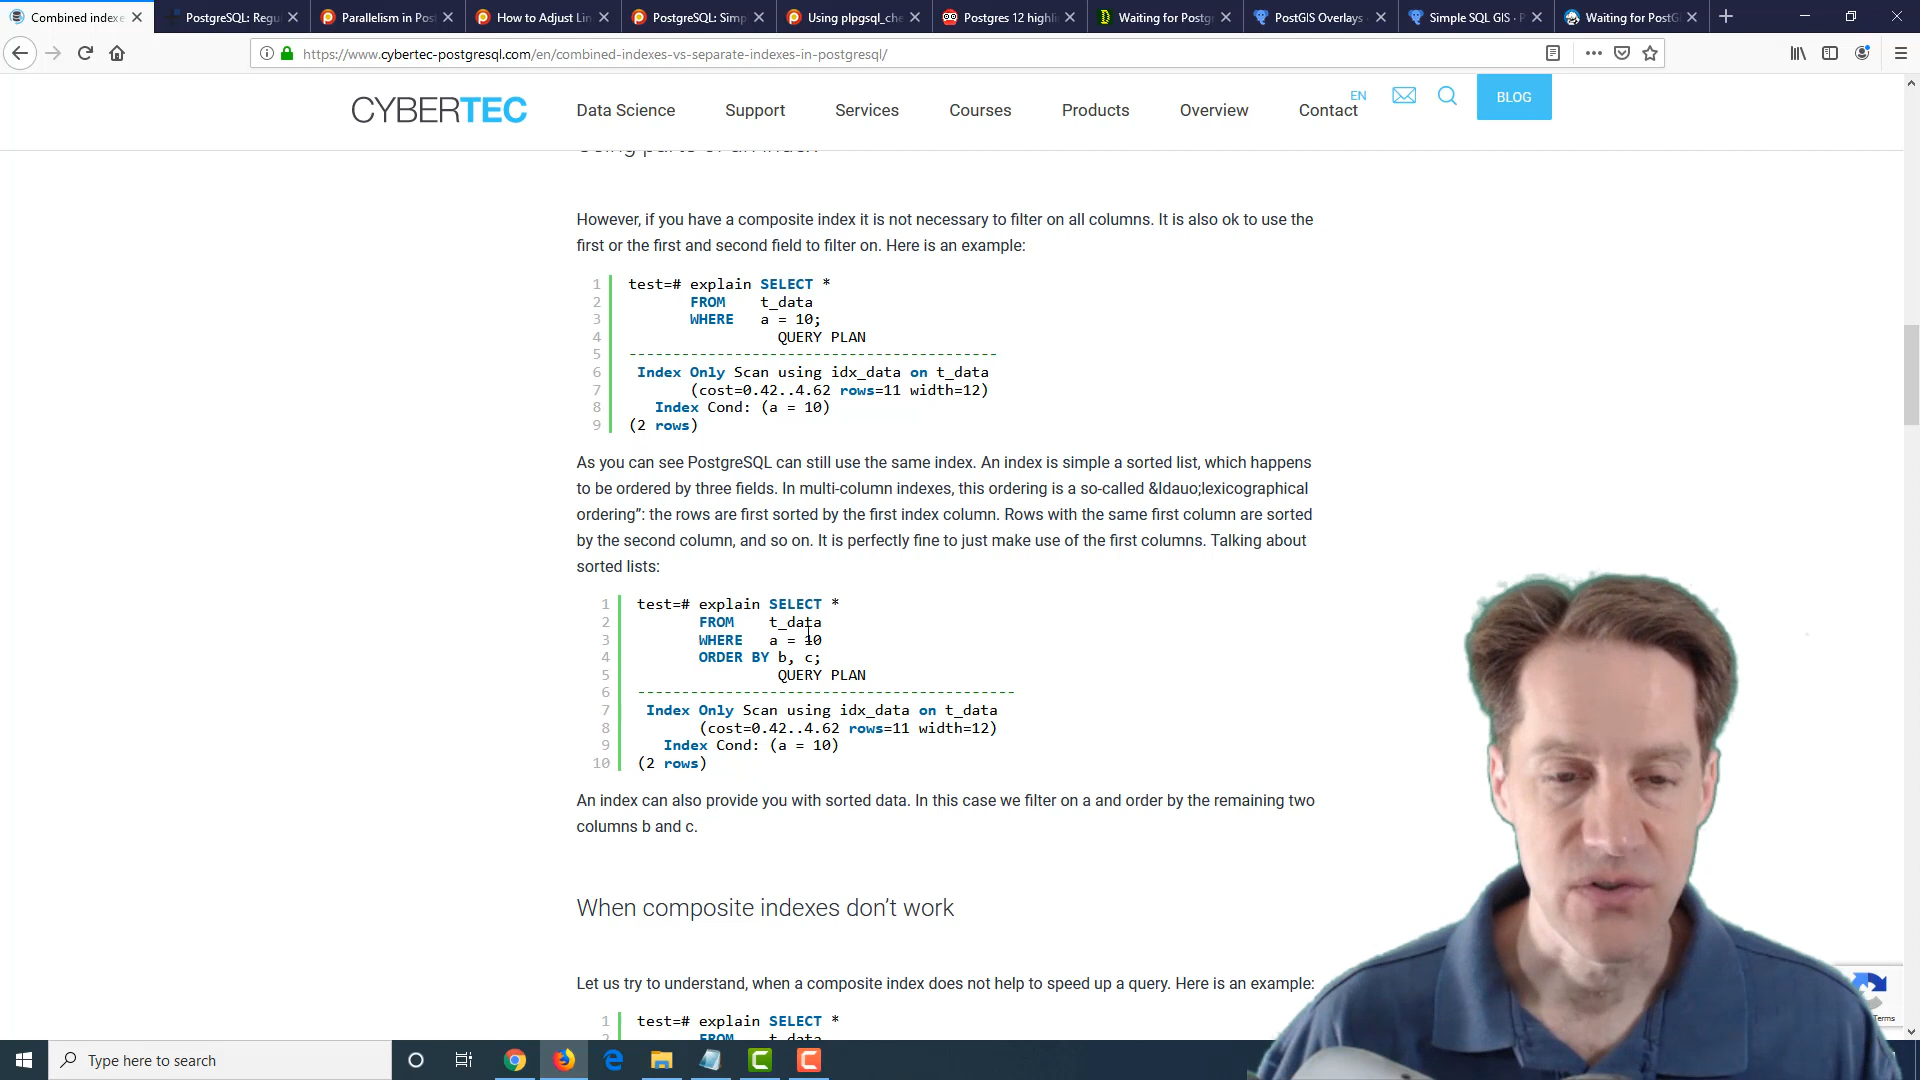 Combined indexe
PostgreSQL: Regu
Parallelism in Pos
How to Adjust Lin
PostgreSQL: Simp
Using plpgsql_che
Postgres 12 highli
Waiting for Postgr
PostGIS Overlays
Simple SQL GIS · P
Waiting for PostGI
https://www.cybertec-postgresql.com/en/combined-indexes-vs-separate-indexes-in-postgresql/
CYBERTEC
Data Science
Support
Services
Courses
Products
Overview
Contact
EN
BLOG
Using parts of an index
However, if you have a composite index it is not necessary to filter on all columns. It is also ok to use the
first or the first and second field to filter on. Here is an example:
1 test=# explain SELECT *
2 FROM t_data
3 WHERE a = 10;
4 QUERY PLAN
5 ------------------------------------------
6 Index Only Scan using idx_data on t_data
7 (cost=0.42..4.62 rows=11 width=12)
8 Index Cond: (a = 10)
9 (2 rows)
As you can see PostgreSQL can still use the same index. An index is simple a sorted list, which happens
to be ordered by three fields. In multi-column indexes, this ordering is a so-called &ldauo;lexicographical
ordering”: the rows are first sorted by the first index column. Rows with the same first column are sorted
by the second column, and so on. It is perfectly fine to just make use of the first columns. Talking about
sorted lists:
1 test=# explain SELECT *
2 FROM t_data
3 WHERE a = 10
4 ORDER BY b, c;
5 QUERY PLAN
6 -------------------------------------------
7 Index Only Scan using idx_data on t_data
8 (cost=0.42..4.62 rows=11 width=12)
9 Index Cond: (a = 10)
10 (2 rows)
An index can also provide you with sorted data. In this case we filter on a and order by the remaining two
columns b and c.
When composite indexes don’t work
Let us try to understand, when a composite index does not help to speed up a query. Here is an example:
1 test=# explain SELECT *
2 FROM t_data
Terms
Type here to search